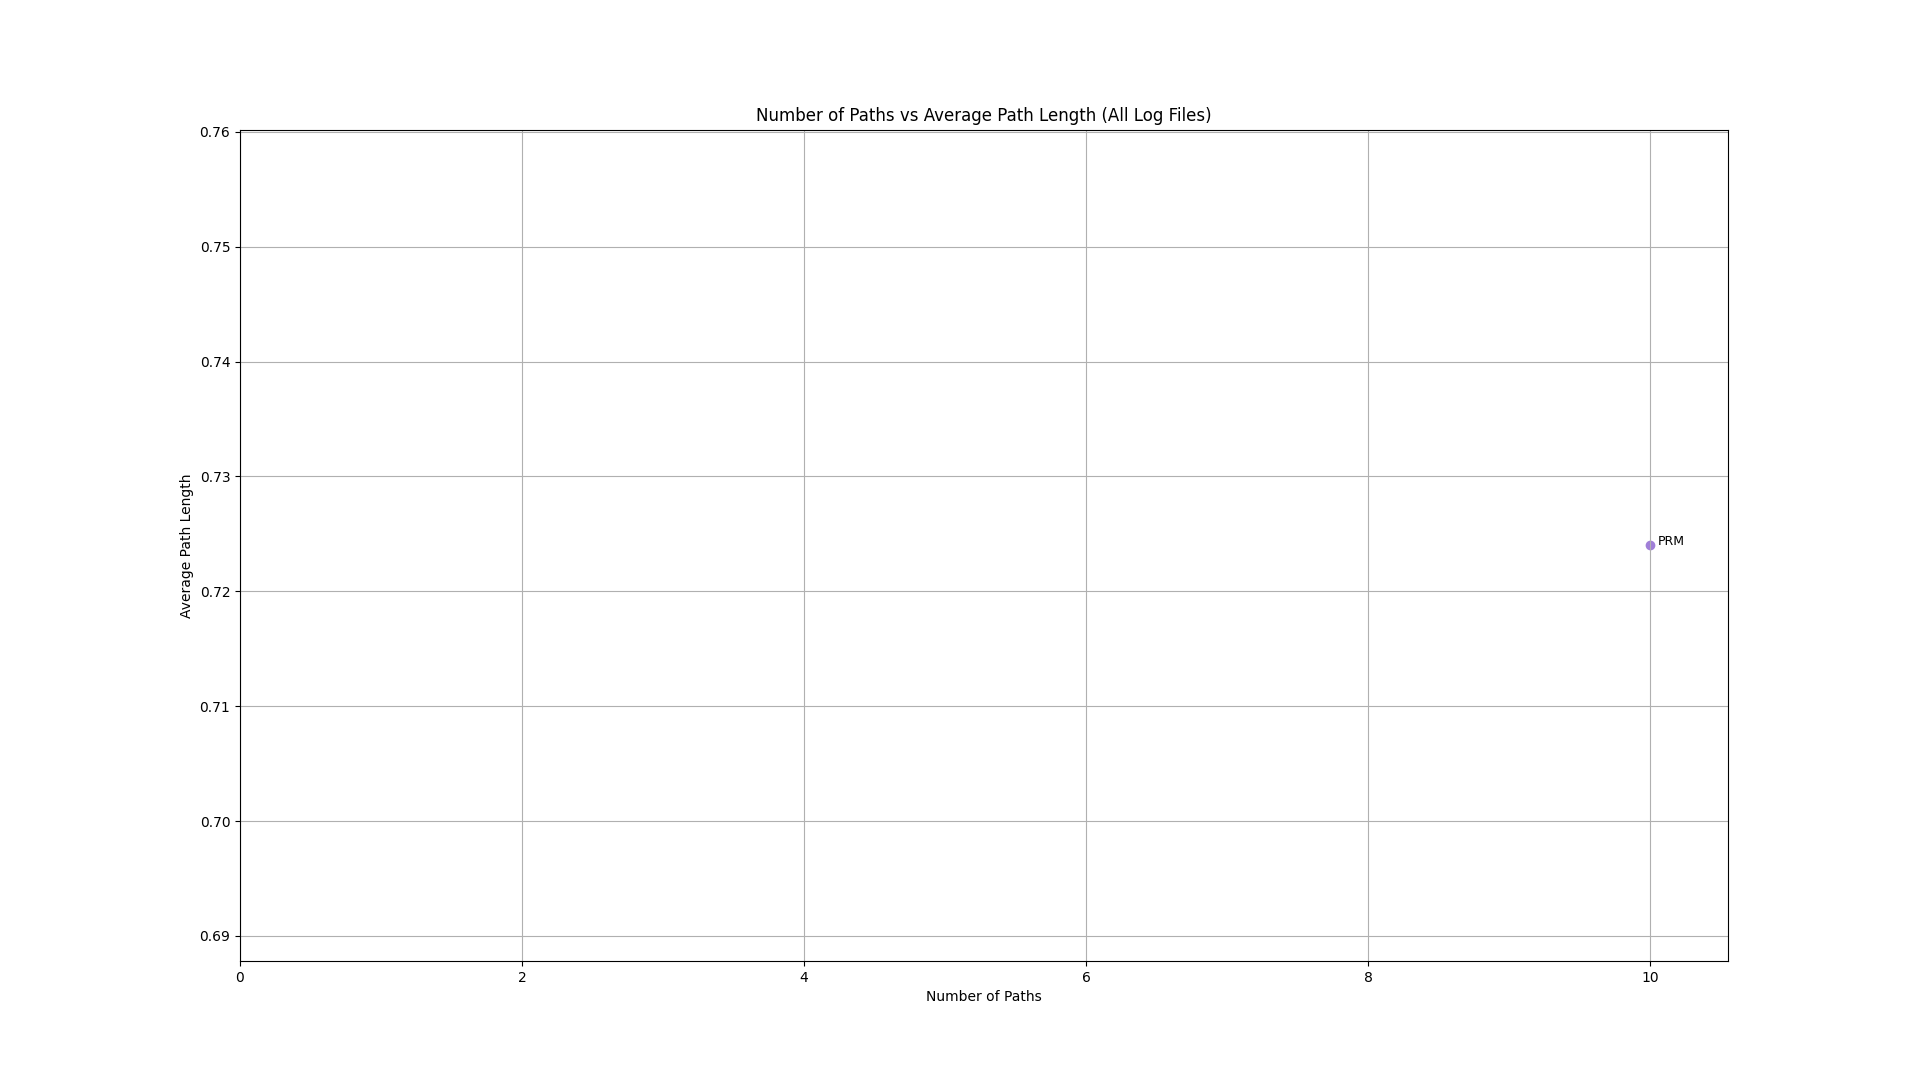 Number of Paths vs Average Path Length (All Log Files)
0.76
0.75
0.74
0.73
0.72
0.71
0.70
0.69
Average Path Length
PRM
0 2 4 6 8 10
Number of Paths